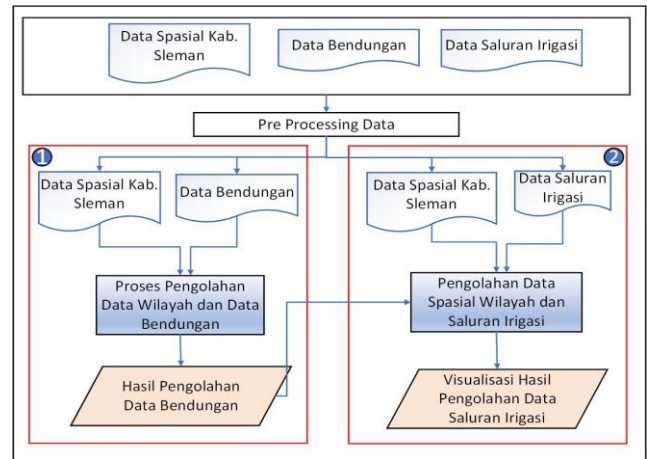 Data Spasial Kab.
Sleman
Data Bendungan
Data Saluran Irigasi
Pre Processing Data
1
Data Spasial Kab.
Sleman
Data Bendungan
Proses Pengolahan
Data Wilayah dan Data
Bendungan
Hasil Pengolahan
Data Bendungan
2
Data Spasial Kab.
Sleman
Data Saluran
Irigasi
Pengolahan Data
Spasial Wilayah dan
Saluran Irigasi
Visualisasi Hasil
Pengolahan Data
Saluran Irigasi